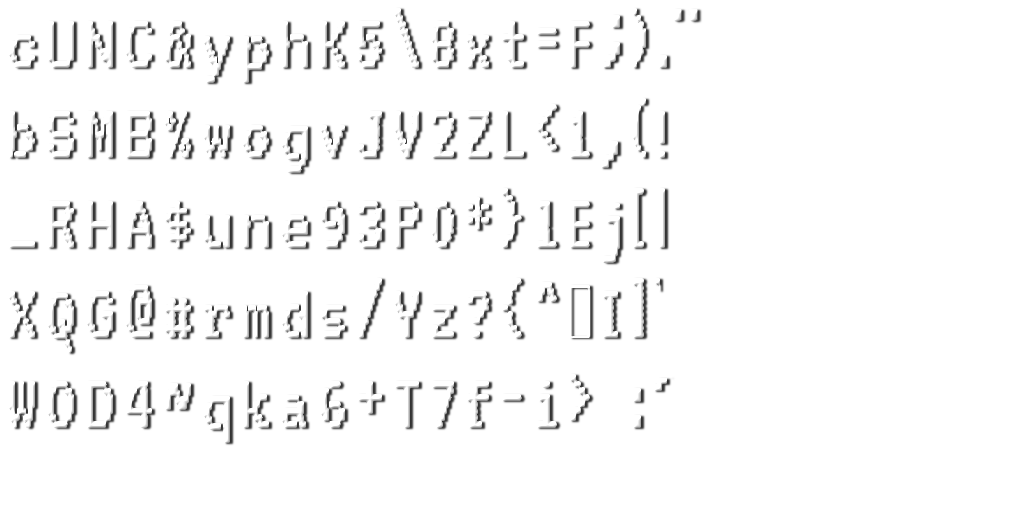 cUNC&yphK5\8xt=F;)."
bSMB%wogvJV2ZL<1,(!
_RHA$une93P0*}1Ej[|
XQG@#rmds/Yz?{^▯I]'
WOD4~qka6+T7f-i> :´